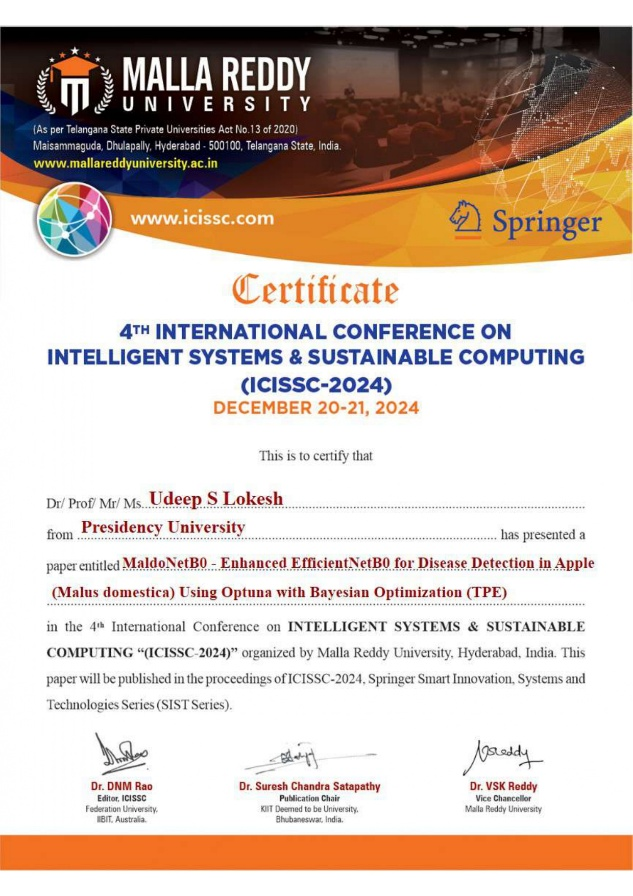 MALLA REDDY
UNIVERSITY
(As per Telangana State Private Universities Act No.13 of 2020)
Maisammaguda, Dhulapally, Hyderabad - 500100, Telangana State, India.
www.mallareddyuniversity.ac.in
www.icissc.com
Springer
Certificate
4TH INTERNATIONAL CONFERENCE ON
INTELLIGENT SYSTEMS & SUSTAINABLE COMPUTING
(ICISSC-2024)
DECEMBER 20-21, 2024
This is to certify that
Dr/ Prof/ Mr/ Ms. Udeep S Lokesh
from Presidency University has presented a
paper entitled MaldoNetB0 - Enhanced EfficientNetB0 for Disease Detection in Apple
(Malus domestica) Using Optuna with Bayesian Optimization (TPE)
in the 4th International Conference on INTELLIGENT SYSTEMS & SUSTAINABLE
COMPUTING “(ICISSC-2024)” organized by Malla Reddy University, Hyderabad, India. This
paper will be published in the proceedings of ICISSC-2024, Springer Smart Innovation, Systems and
Technologies Series (SIST Series).
Dr. DNM Rao
Editor, ICISSC
Federation University,
IIBIT, Australia.
Dr. Suresh Chandra Satapathy
Publication Chair
KIIT Deemed to be University,
Bhubaneswar, India.
Dr. VSK Reddy
Vice Chancellor
Malla Reddy University